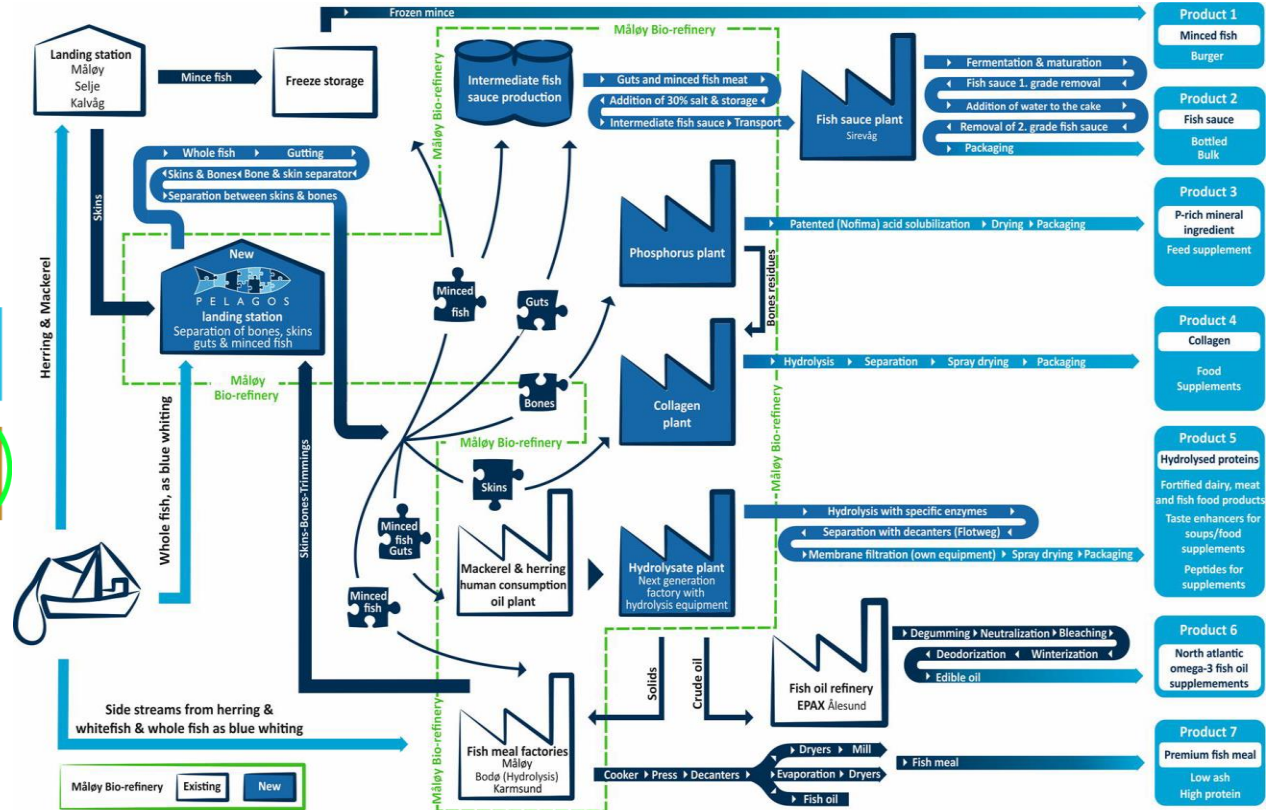 Frozen mince
Landing station
Måløy
Selje
Kalvåg
Mince fish
Freeze storage
Måløy Bio-refinery
Måløy Bio-refinery
Intermediate fish
sauce production
Guts and minced fish meat
Addition of 30% salt & storage
Intermediate fish sauce
Transport
Fish sauce plant
Sirevåg
Fermentation & maturation
Fish sauce 1. grade removal
Addition of water to the cake
Removal of 2. grade fish sauce
Packaging
Product 1
Minced fish
Burger
Product 2
Fish sauce
Bottled
Bulk
Whole fish
Gutting
Skins & Bones
Bone & skin separator
Separation between skins & bones
Skins
Herring & Mackerel
New
PELAGOS
landing station
Separation of bones, skins
guts & minced fish
Måløy
Bio-refinery
Minced
fish
Guts
Bones
Skins
Minced
fish
Guts
Minced
fish
Phosphorus plant
Bones residues
Patented (Nofima) acid solubilization
Drying
Packaging
Product 3
P-rich mineral
ingredient
Feed supplement
Collagen
plant
Måløy Bio-refinery
Måløy Bio-refinery
Hydrolysis
Separation
Spray drying
Packaging
Product 4
Collagen
Food
Supplements
Whole fish, as blue whiting
Skins-Bones-Trimmings
Mackerel & herring
human consumption
oil plant
Hydrolysate plant
Next generation
factory with
hydrolysis equipment
Hydrolysis with specific enzymes
Separation with decanters (Flotweg)
Membrane filtration (own equipment)
Spray drying
Packaging
Product 5
Hydrolysed proteins
Fortified dairy, meat
and fish food products
Taste enhancers for
soups/food
supplements
Peptides for
supplements
Solids
Crude oil
Fish oil refinery
EPAX Ålesund
Degumming
Neutralization
Bleaching
Deodorization
Winterization
Edible oil
Product 6
North atlantic
omega-3 fish oil
supplemements
Side streams from herring &
whitefish & whole fish as blue whiting
Måløy Bio-refinery
Fish meal factories
Måløy
Bodø (Hydrolysis)
Karmsund
Cooker
Press
Decanters
Dryers
Mill
Evaporation
Dryers
Fish oil
Fish meal
Product 7
Premium fish meal
Low ash
High protein
Måløy Bio-refinery
Existing
New